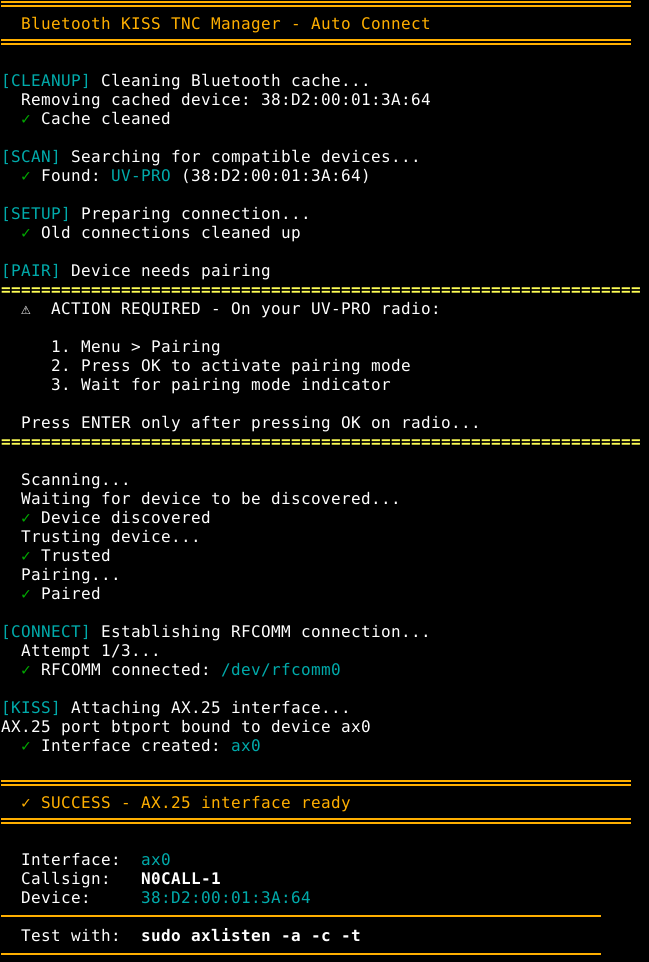 Bluetooth KISS TNC Manager - Auto Connect
[CLEANUP] Cleaning Bluetooth cache...
Removing cached device: 38:D2:00:01:3A:64
✓ Cache cleaned
[SCAN] Searching for compatible devices...
✓ Found: UV-PRO (38:D2:00:01:3A:64)
[SETUP] Preparing connection...
✓ Old connections cleaned up
[PAIR] Device needs pairing
================================================================
⚠ ACTION REQUIRED - On your UV-PRO radio:
1. Menu > Pairing
2. Press OK to activate pairing mode
3. Wait for pairing mode indicator
Press ENTER only after pressing OK on radio...
================================================================
Scanning...
Waiting for device to be discovered...
✓ Device discovered
Trusting device...
✓ Trusted
Pairing...
✓ Paired
[CONNECT] Establishing RFCOMM connection...
Attempt 1/3...
✓ RFCOMM connected: /dev/rfcomm0
[KISS] Attaching AX.25 interface...
AX.25 port btport bound to device ax0
✓ Interface created: ax0
✓ SUCCESS - AX.25 interface ready
Interface: ax0
Callsign: N0CALL-1
Device: 38:D2:00:01:3A:64
Test with: sudo axlisten -a -c -t